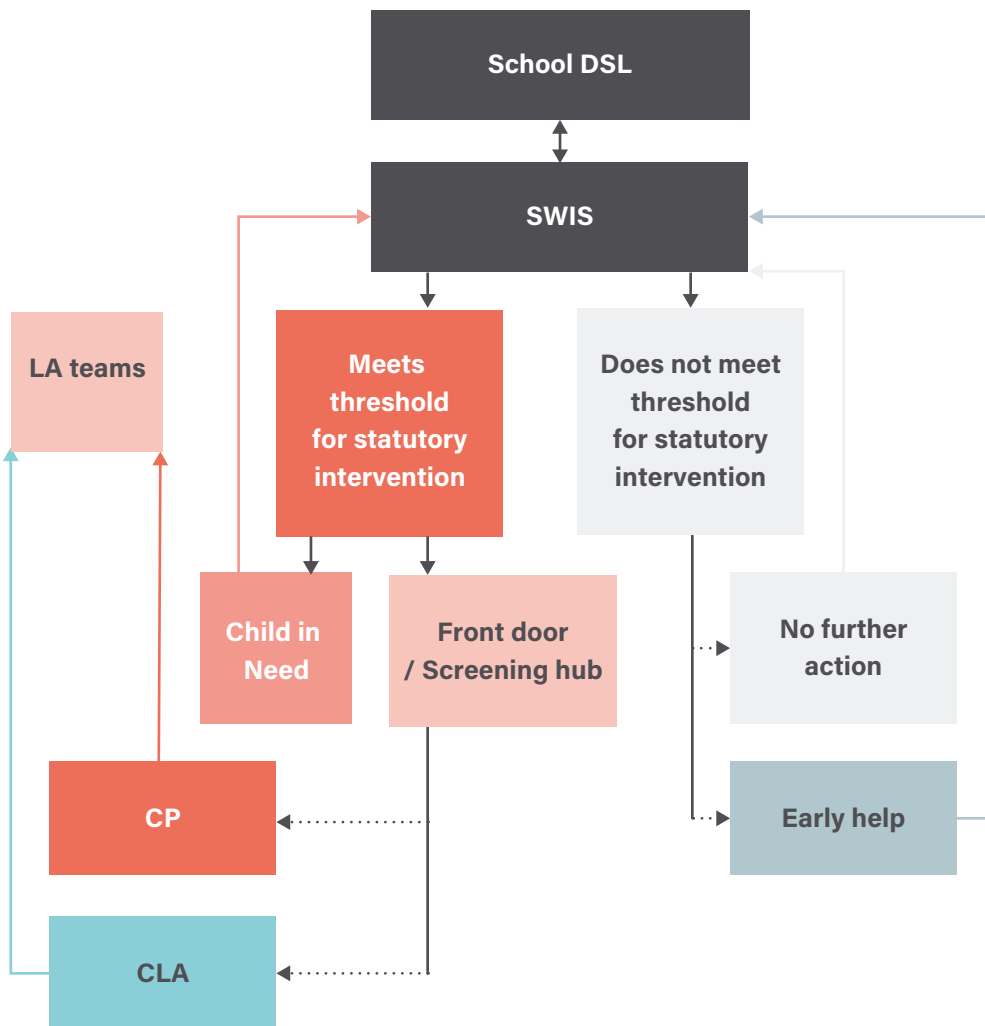 School DSL
SWIS
LA teams
Meets
threshold
for statutory
intervention
Does not meet
threshold
for statutory
intervention
Child in
Need
Front door
/ Screening hub
No further
action
CP
Early help
CLA